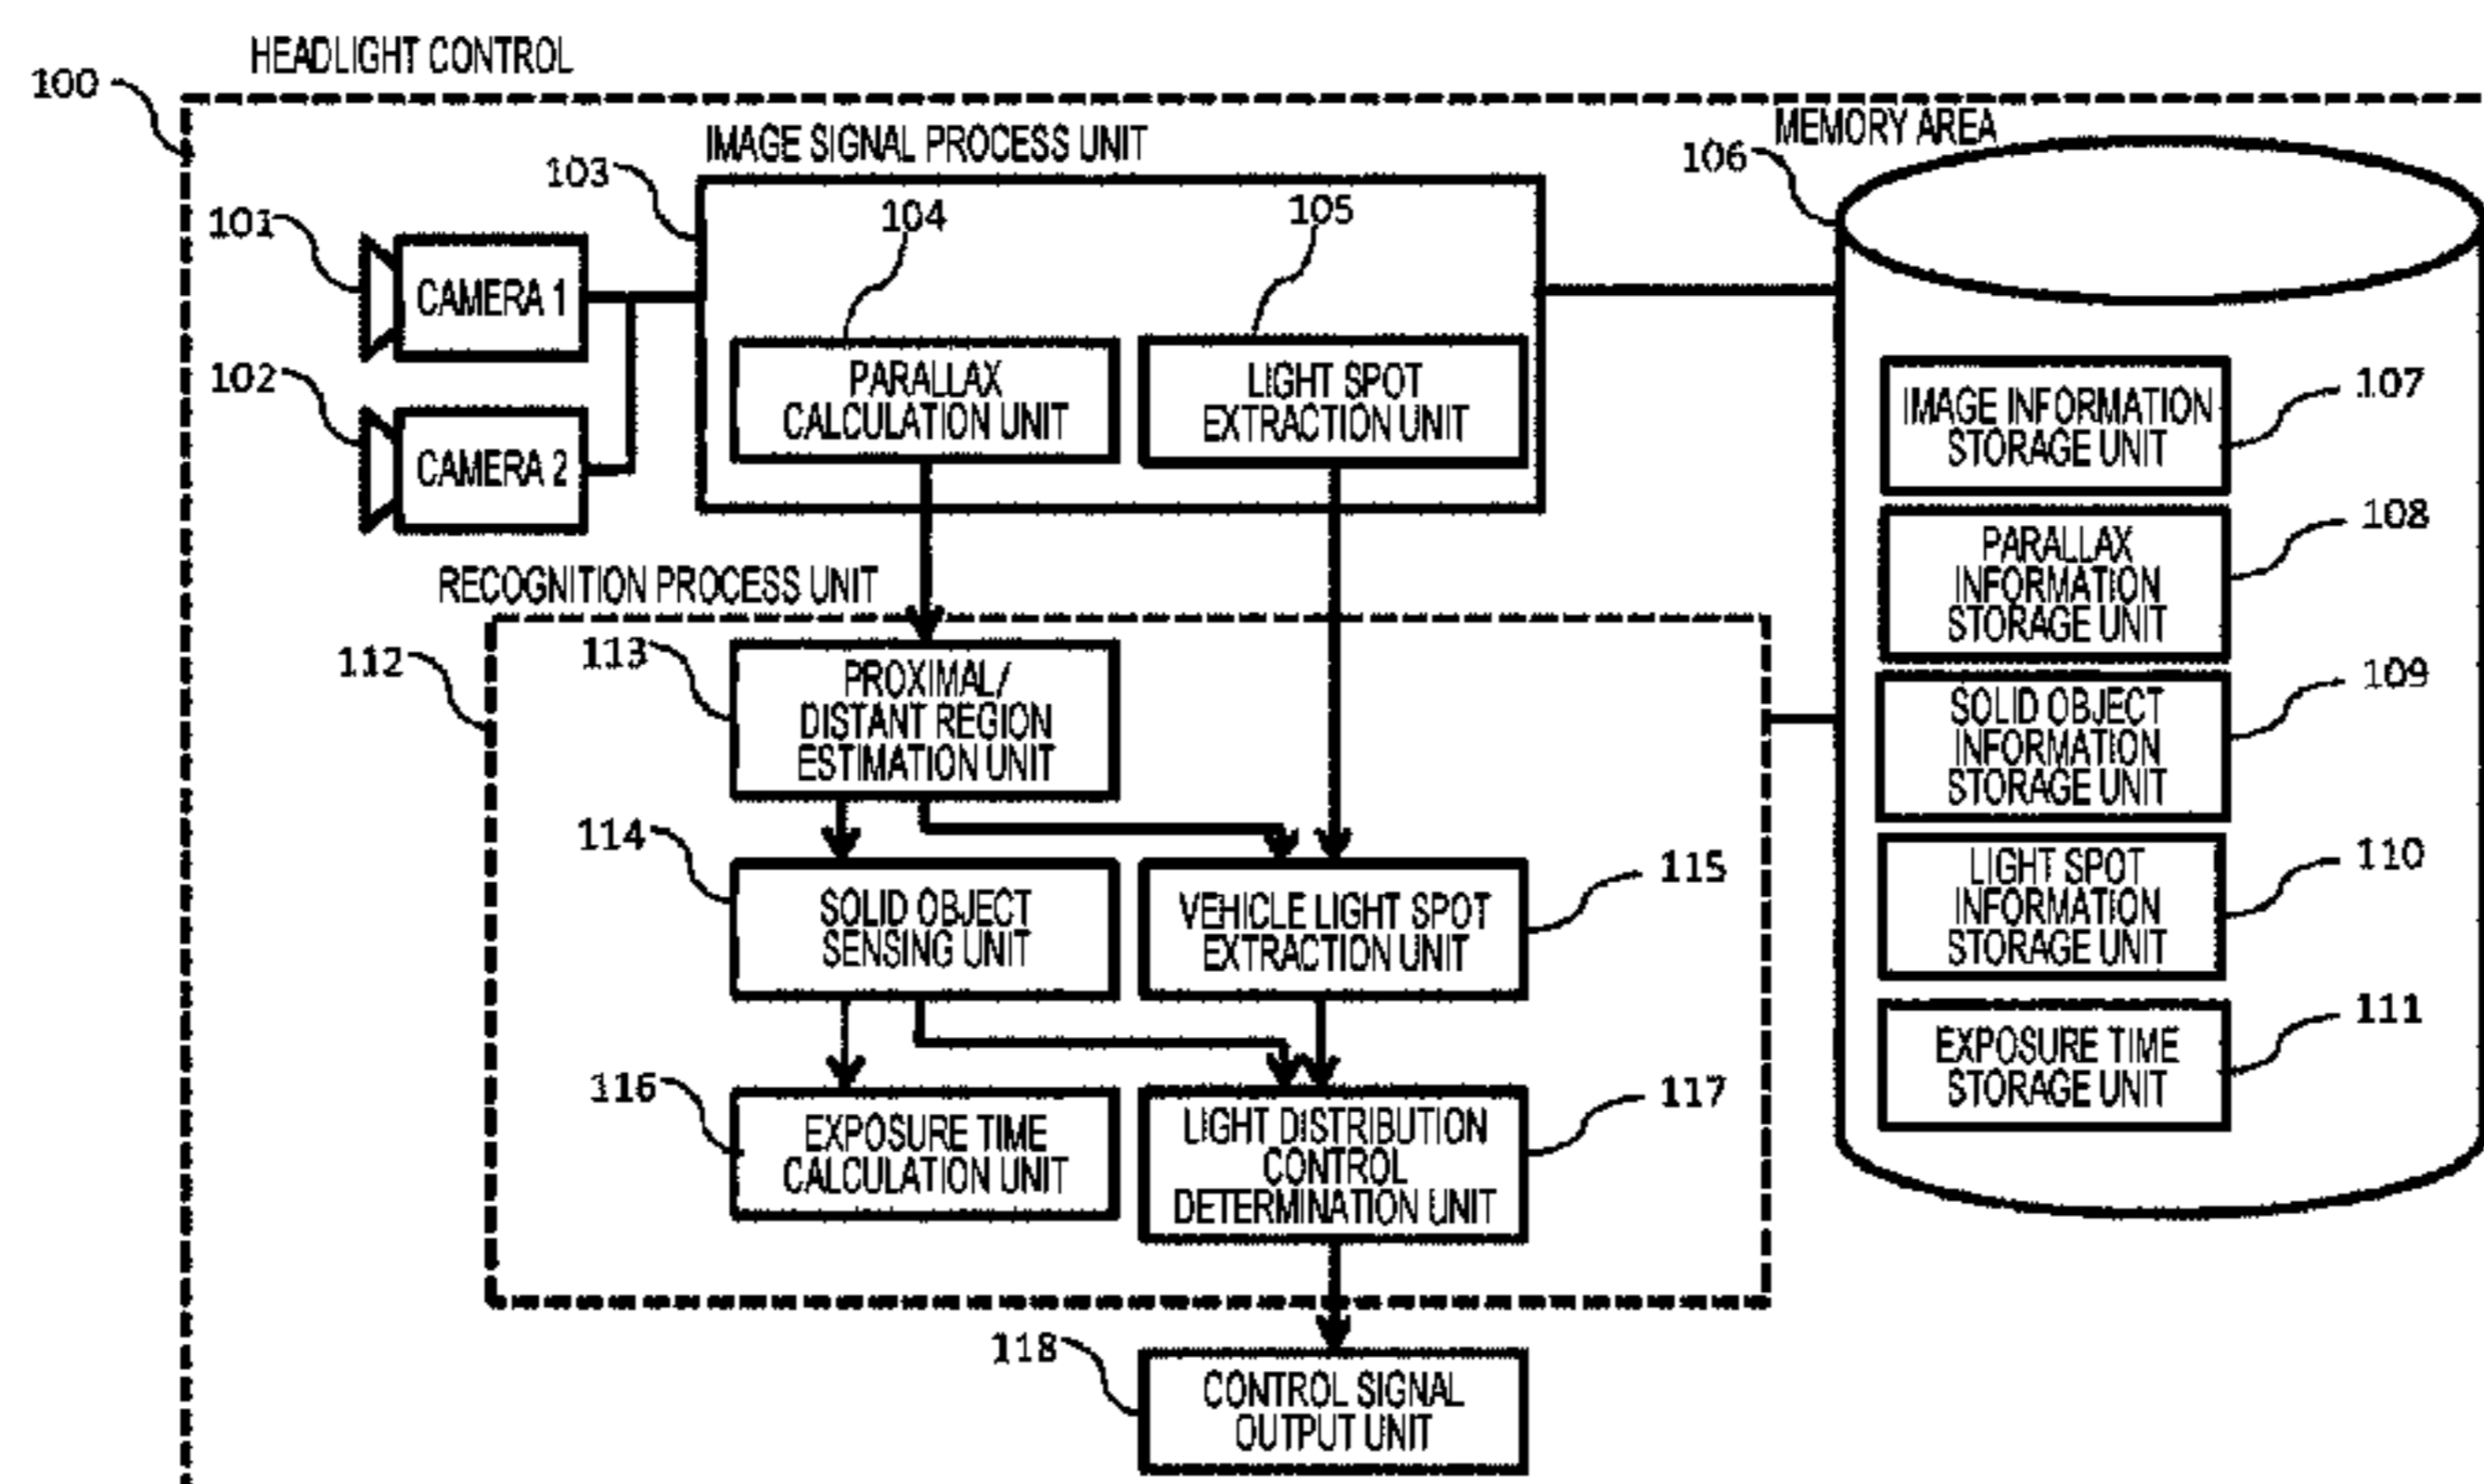 HEADLIGHT CONTROL
100
IMAGE SIGNAL PROCESS UNIT
MEMORY AREA
103
106
101
104
105
CAMERA 1
102
CAMERA 2
PARALLAX
CALCULATION UNIT
LIGHT SPOT
EXTRACTION UNIT
IMAGE INFORMATION
STORAGE UNIT
107
PARALLAX
INFORMATION
STORAGE UNIT
108
RECOGNITION PROCESS UNIT
112
113
PROXIMAL/
DISTANT REGION
ESTIMATION UNIT
SOLID OBJECT
INFORMATION
STORAGE UNIT
109
114
SOLID OBJECT
SENSING UNIT
VEHICLE LIGHT SPOT
EXTRACTION UNIT
115
LIGHT SPOT
INFORMATION
STORAGE UNIT
110
116
EXPOSURE TIME
CALCULATION UNIT
LIGHT DISTRIBUTION
CONTROL
DETERMINATION UNIT
117
EXPOSURE TIME
STORAGE UNIT
111
118
CONTROL SIGNAL
OUTPUT UNIT